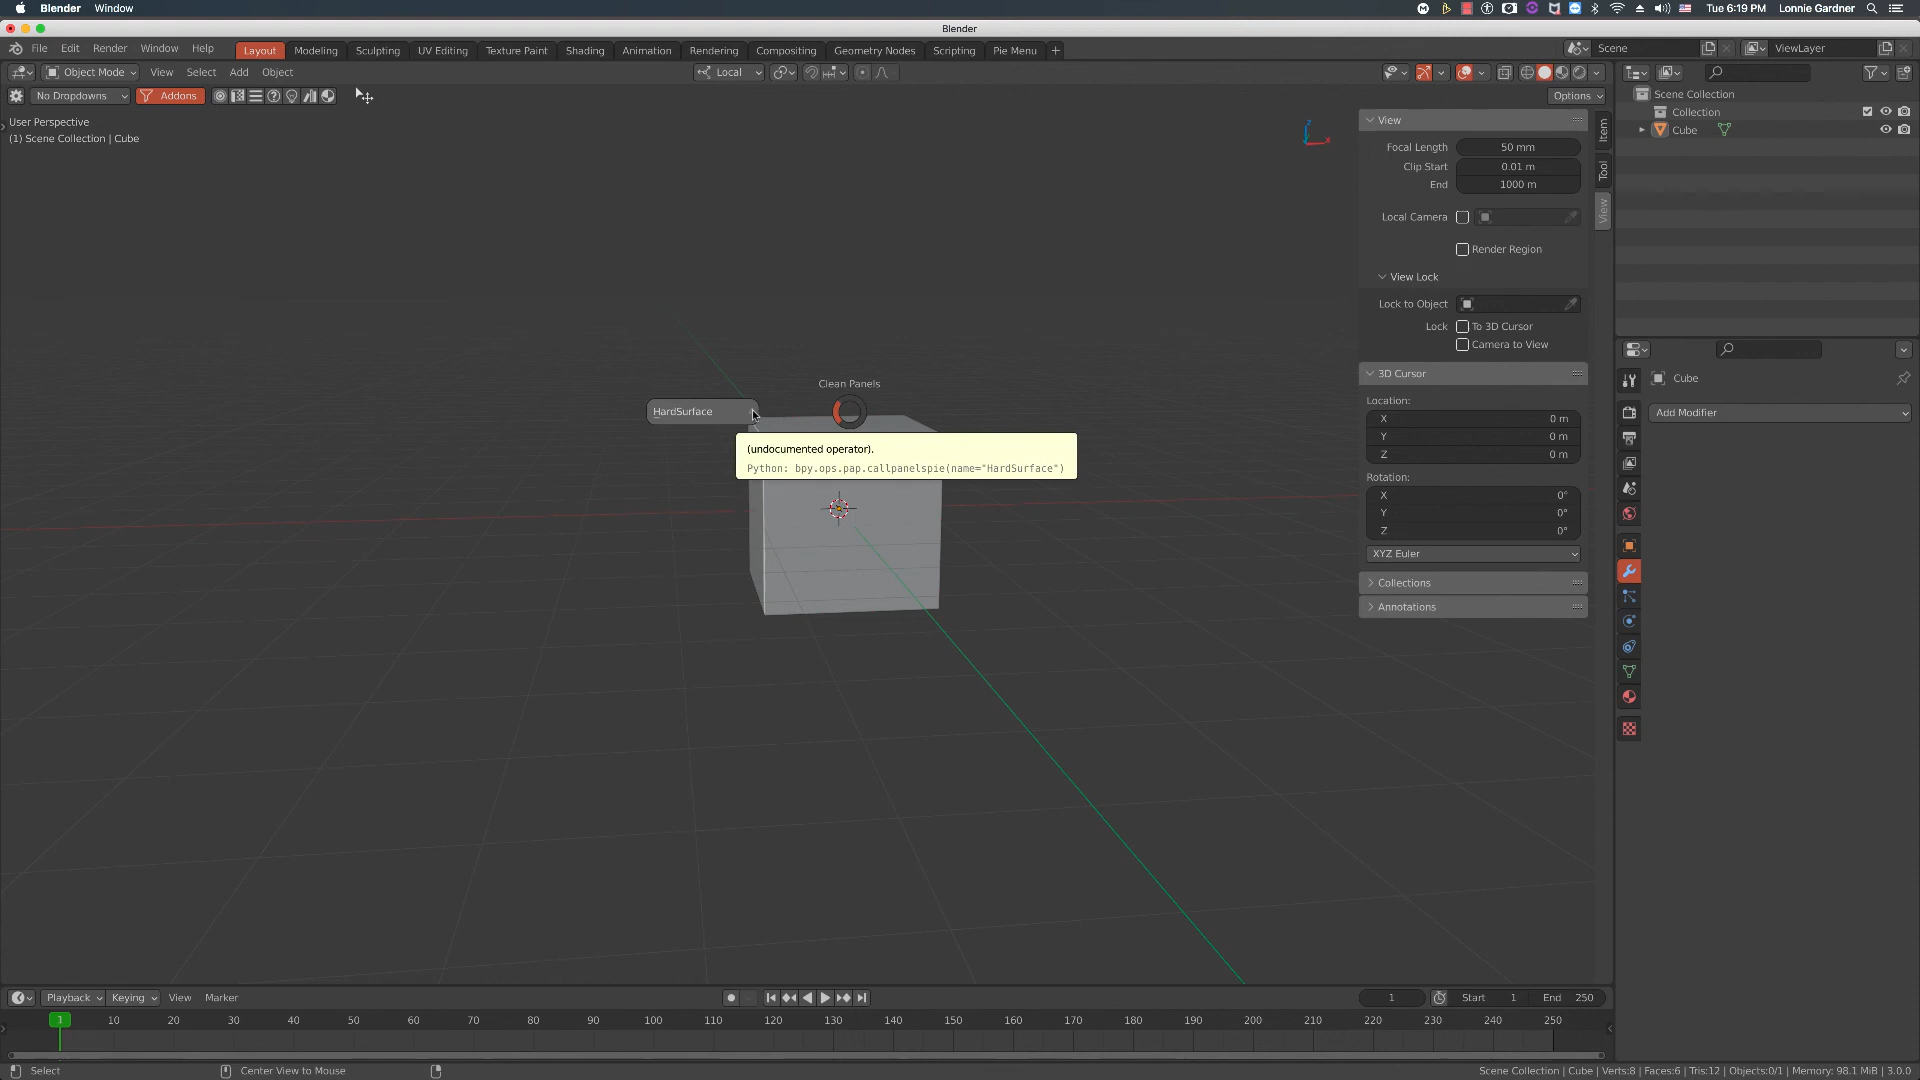 Blender Window Tue 6:19 PM Lonnie Gardner
Blender
File Edit Render Window Help Layout Modeling Sculpting UV Editing Texture Paint Shading Animation Rendering Compositing Geometry Nodes Scripting Pie Menu + Scene ViewLayer
Object Mode View Select Add Object Local
No Dropdowns Addons Options
User Perspective
(1) Scene Collection | Cube
Z
X
View
Focal Length 50 mm
Clip Start 0.01 m
End 1000 m
Local Camera
Render Region
View Lock
Lock to Object
Lock To 3D Cursor
Camera to View
3D Cursor
Location:
X 0 m
Y 0 m
Z 0 m
Rotation:
X 0°
Y 0°
Z 0°
XYZ Euler
Collections
Annotations
Item
Tool
View
Scene Collection
Collection
Cube
Cube
Add Modifier
Clean Panels
HardSurface
(undocumented operator).
Python: bpy.ops.pap.callpanelspie(name="HardSurface")
Playback Keying View Marker 1 Start 1 End 250
1 10 20 30 40 50 60 70 80 90 100 110 120 130 140 150 160 170 180 190 200 210 220 230 240 250
Select Center View to Mouse Scene Collection | Cube | Verts:8 | Faces:6 | Tris:12 | Objects:0/1 | Memory: 98.1 MiB | 3.0.0